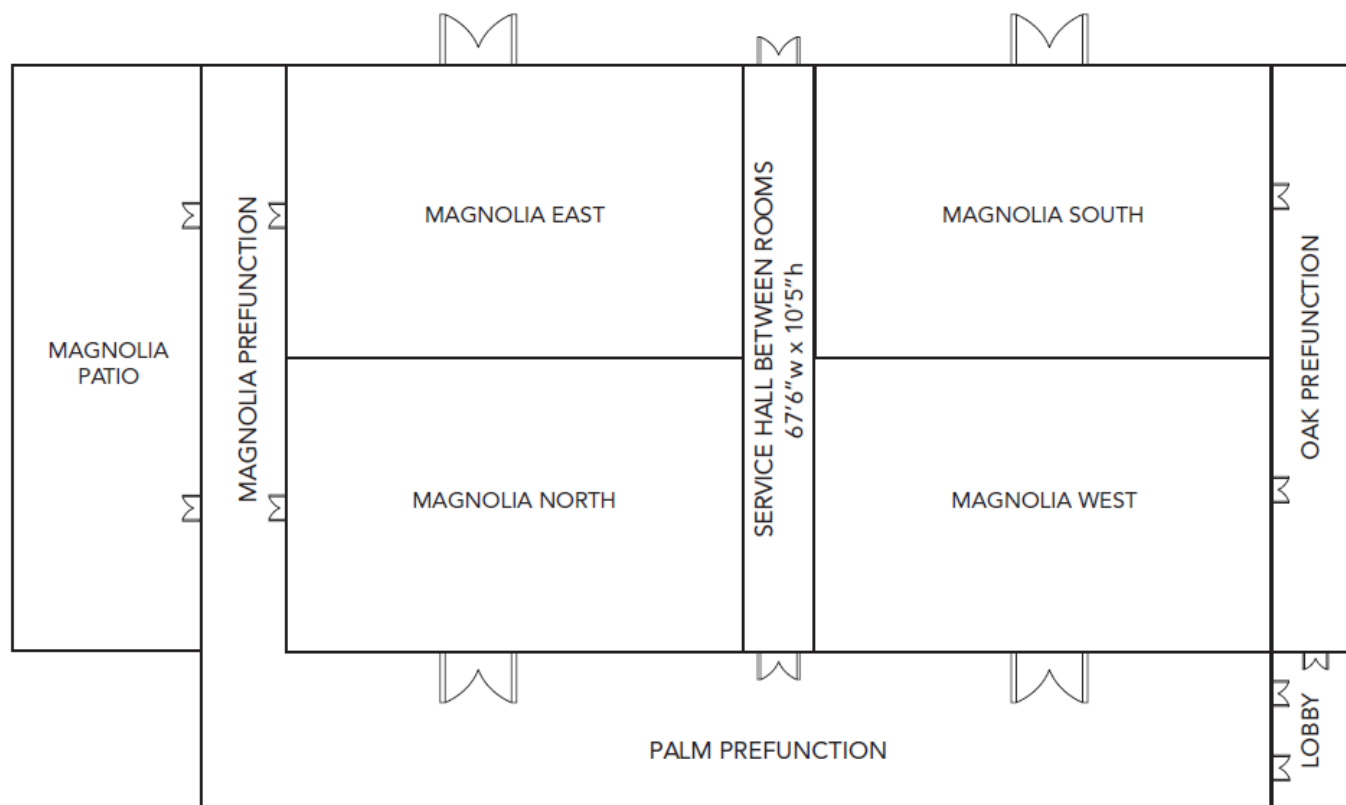 MAGNOLIA
PATIO
MAGNOLIA PREFUNCTION
MAGNOLIA EAST
MAGNOLIA NORTH
SERVICE HALL BETWEEN ROOMS
67'6"w x 10'5"h
MAGNOLIA SOUTH
MAGNOLIA WEST
OAK PREFUNCTION
PALM PREFUNCTION
LOBBY